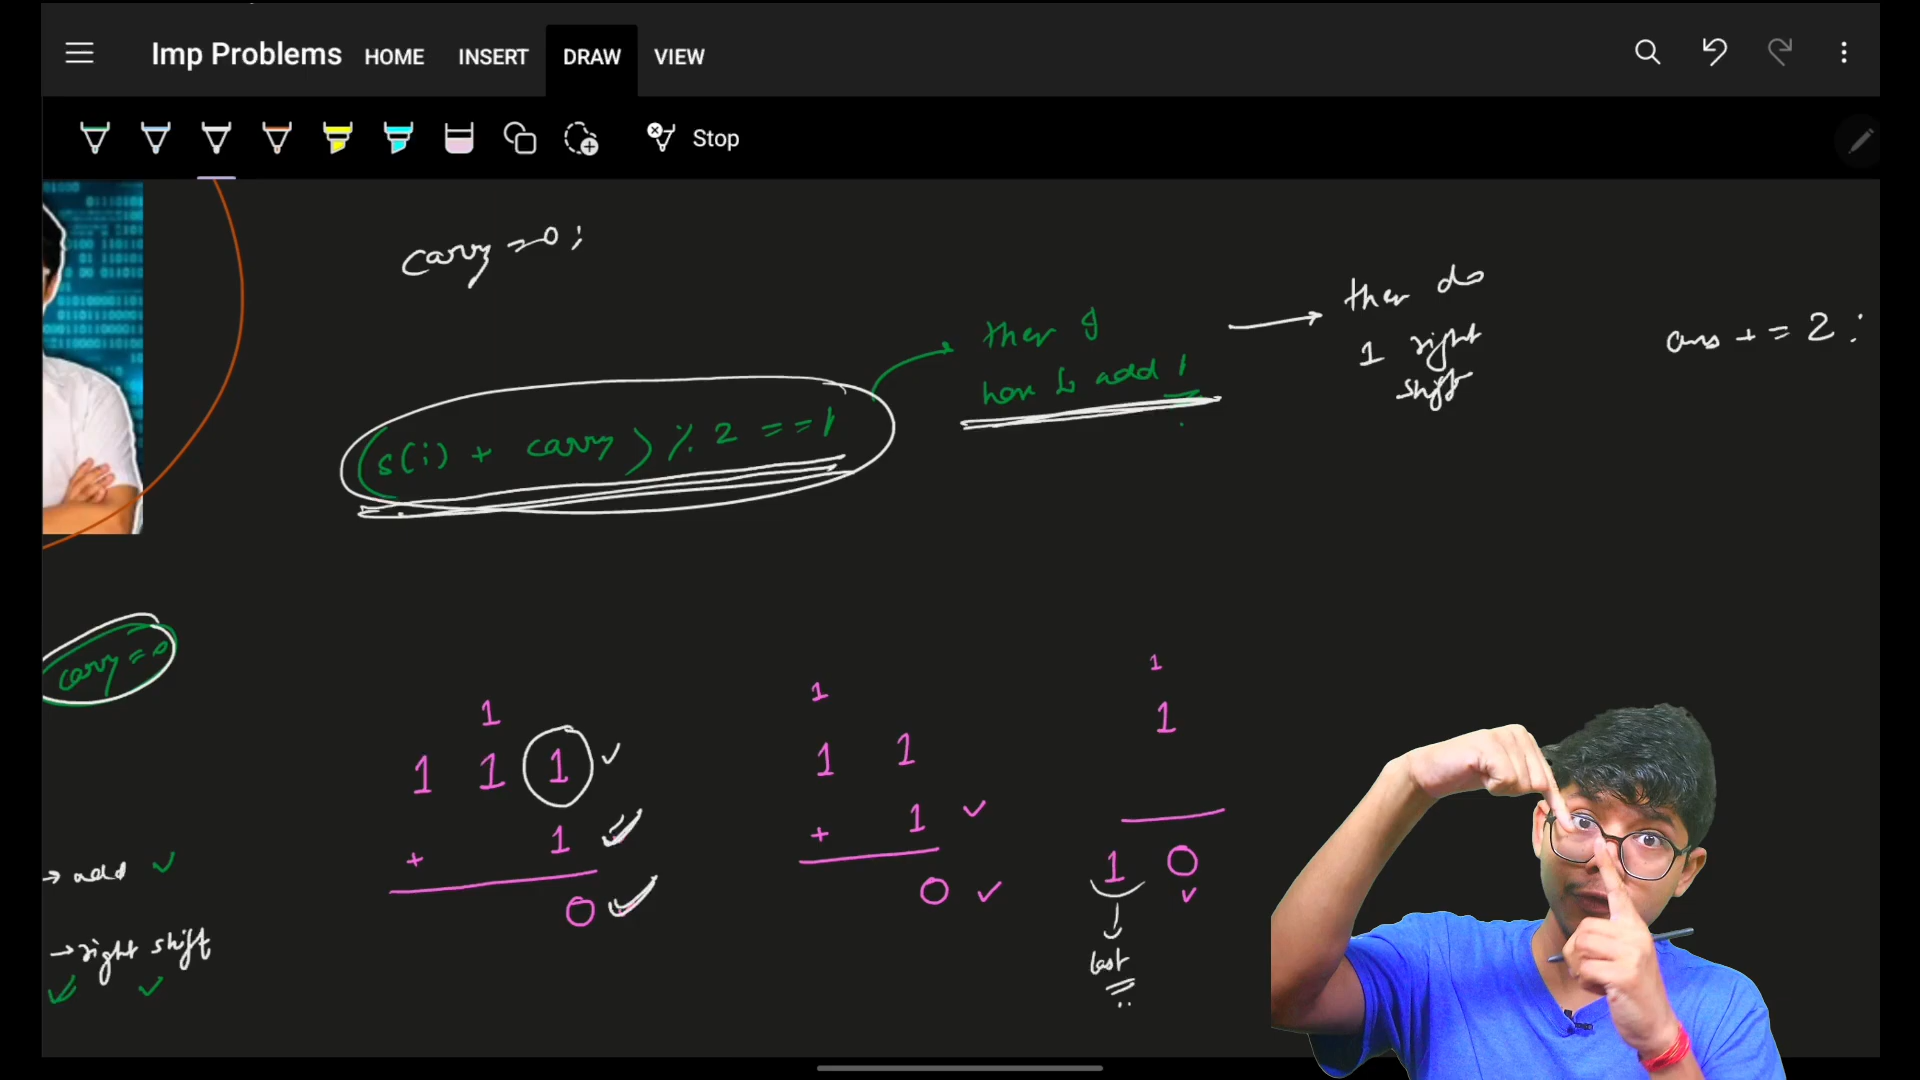 Imp Problems HOME INSERT DRAW VIEW
Stop
carry = 0 ;
then I
have to add 1
then do
1 right
shift
ans + = 2 ;
(s(i) + carry) % 2 == 1
carry = 0
1
1 1 1
+ 1
0
1
1 1
+ 1
0
1
1
1 0
last
→ add
→ right shift